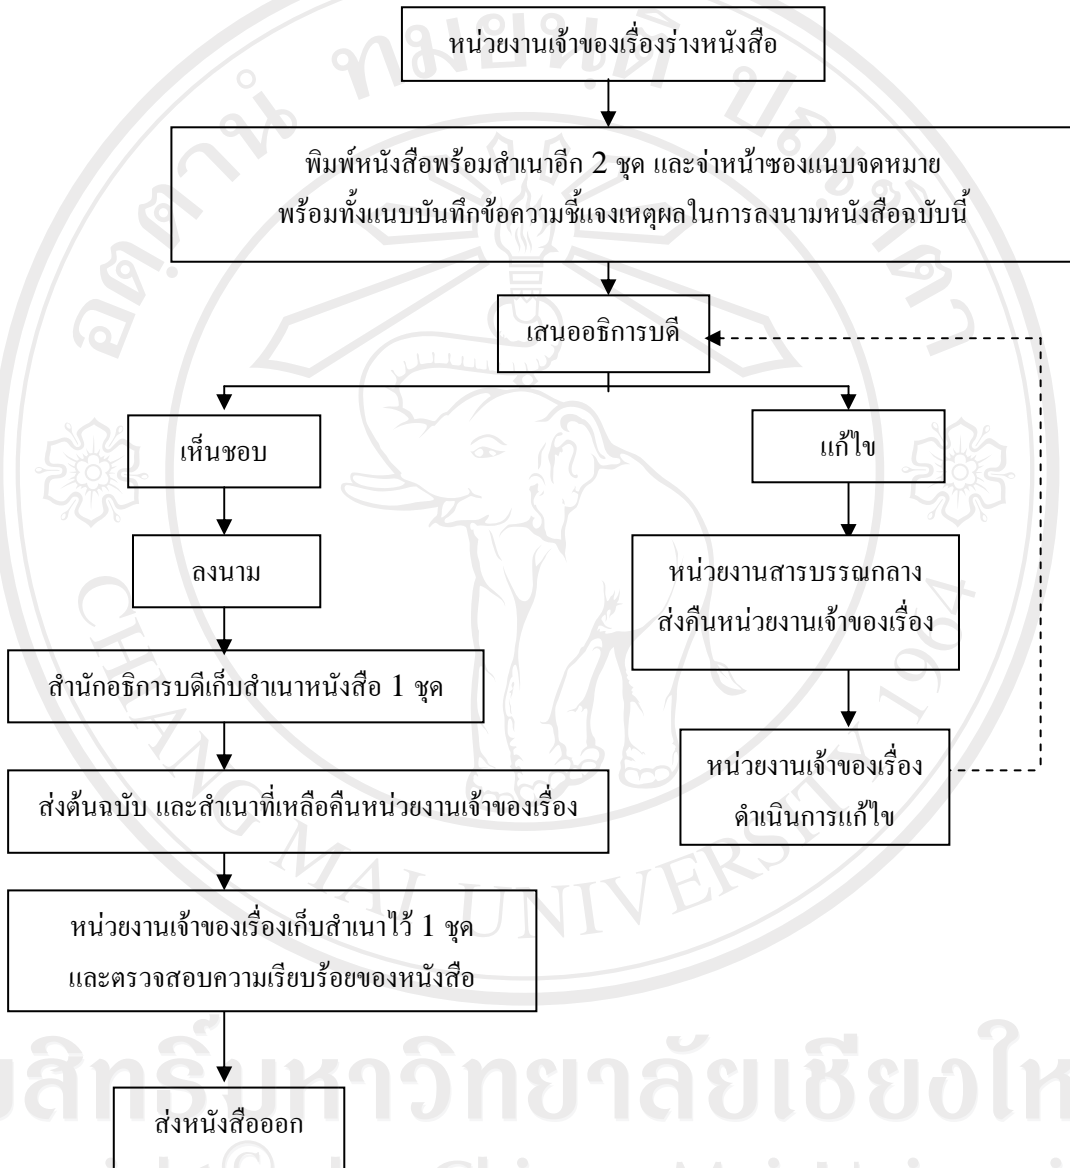 หน่วยงานเจ้าของเรื่องร่างหนังสือ
พิมพ์หนังสือพร้อมสำเนาอีก 2 ชุด และจ่าหน้าซองแนบจดหมาย
พร้อมทั้งแนบบันทึกข้อความชี้แจงเหตุผลในการลงนามหนังสือฉบับนี้
เสนออธิการบดี
เห็นชอบ
แก้ไข
ลงนาม
หน่วยงานสารบรรณกลาง
ส่งคืนหน่วยงานเจ้าของเรื่อง
สำนักอธิการบดีเก็บสำเนาหนังสือ 1 ชุด
หน่วยงานเจ้าของเรื่อง
ดำเนินการแก้ไข
ส่งต้นฉบับ และสำเนาที่เหลือคืนหน่วยงานเจ้าของเรื่อง
หน่วยงานเจ้าของเรื่องเก็บสำเนาไว้ 1 ชุด
และตรวจสอบความเรียบร้อยของหนังสือ
ส่งหนังสือออก
CHIANG MAI UNIVERSITY 1964